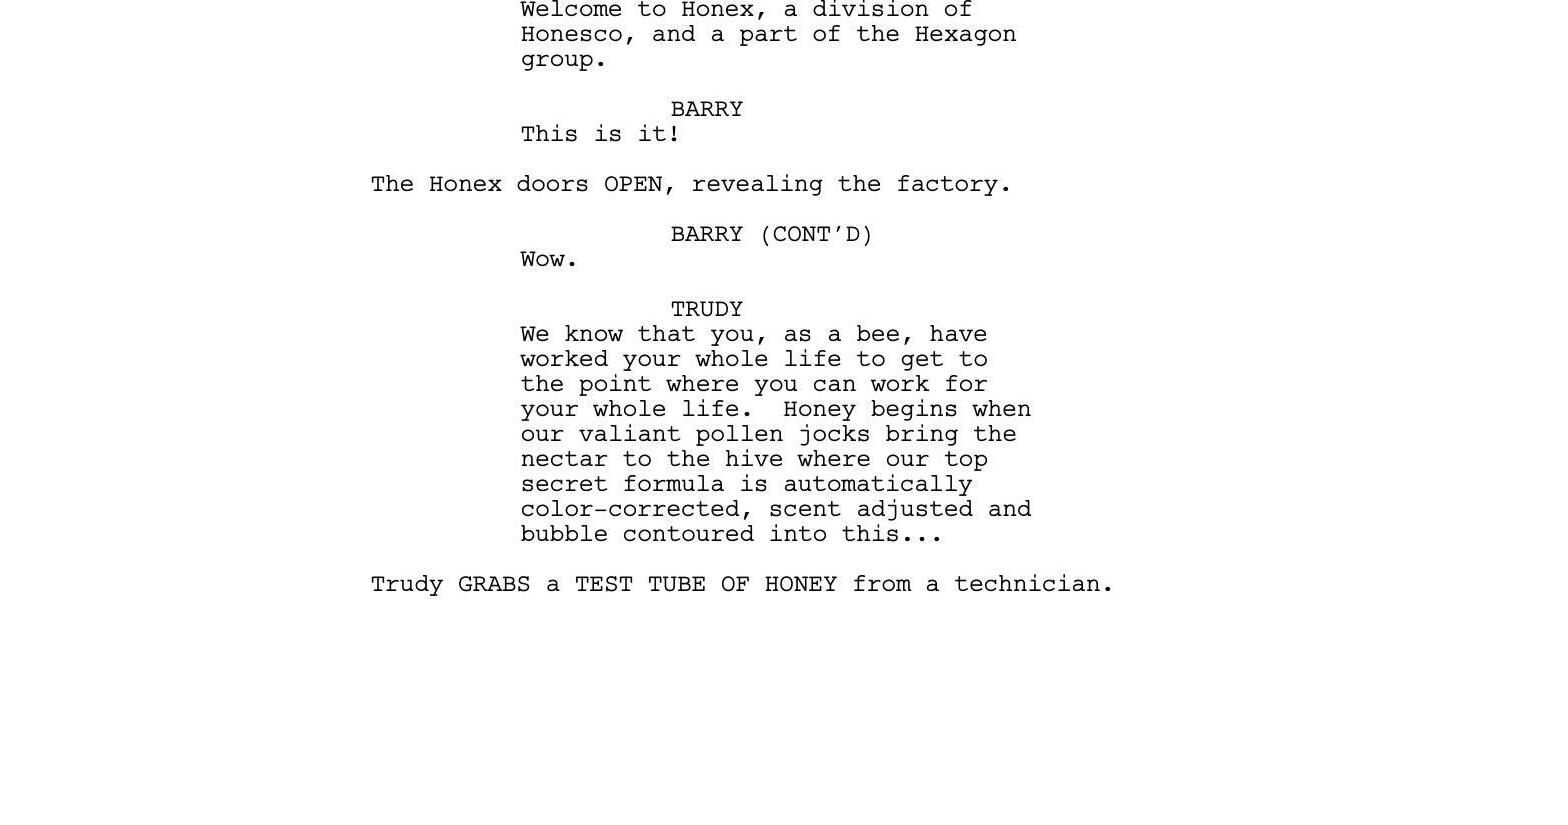 Welcome to Honex, a division of
Honesco, and a part of the Hexagon
group.
BARRY
This is it!
The Honex doors OPEN, revealing the factory.
BARRY (CONT'D)
Wow.
TRUDY
We know that you, as a bee, have
worked your whole life to get to
the point where you can work for
your whole life.  Honey begins when
our valiant pollen jocks bring the
nectar to the hive where our top
secret formula is automatically
color-corrected, scent adjusted and
bubble contoured into this...
Trudy GRABS a TEST TUBE OF HONEY from a technician.